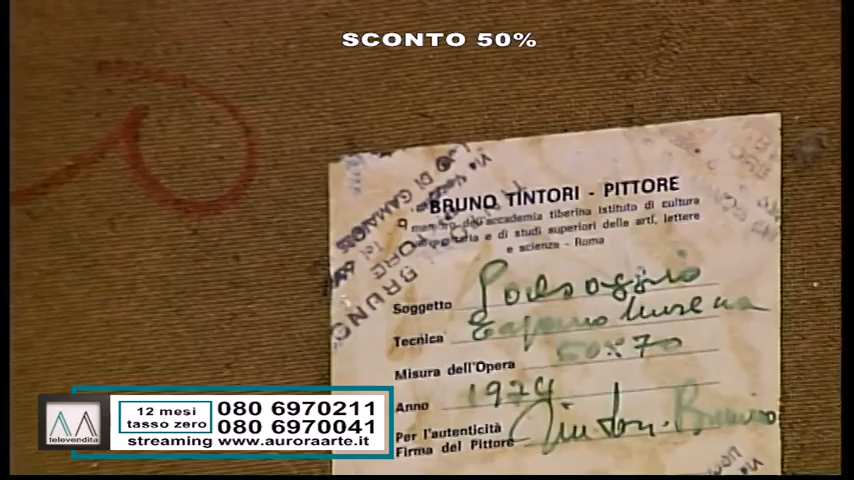 SCONTO 50%
BRUNO TINTORI - PITTORE
membro dell'accademia tiberina istituto di cultura
e di studi superiori delle arti, lettere
e scienze - Roma
Soggetto Paesaggio
Tecnica
Misura dell'Opera 50x70
Anno 1974
Per l'autenticità
Firma del Pittore Tintori Bruno
BRUNO
12 mesi
tasso zero
080 6970211
080 6970041
streaming www.auroraarte.it
televendita